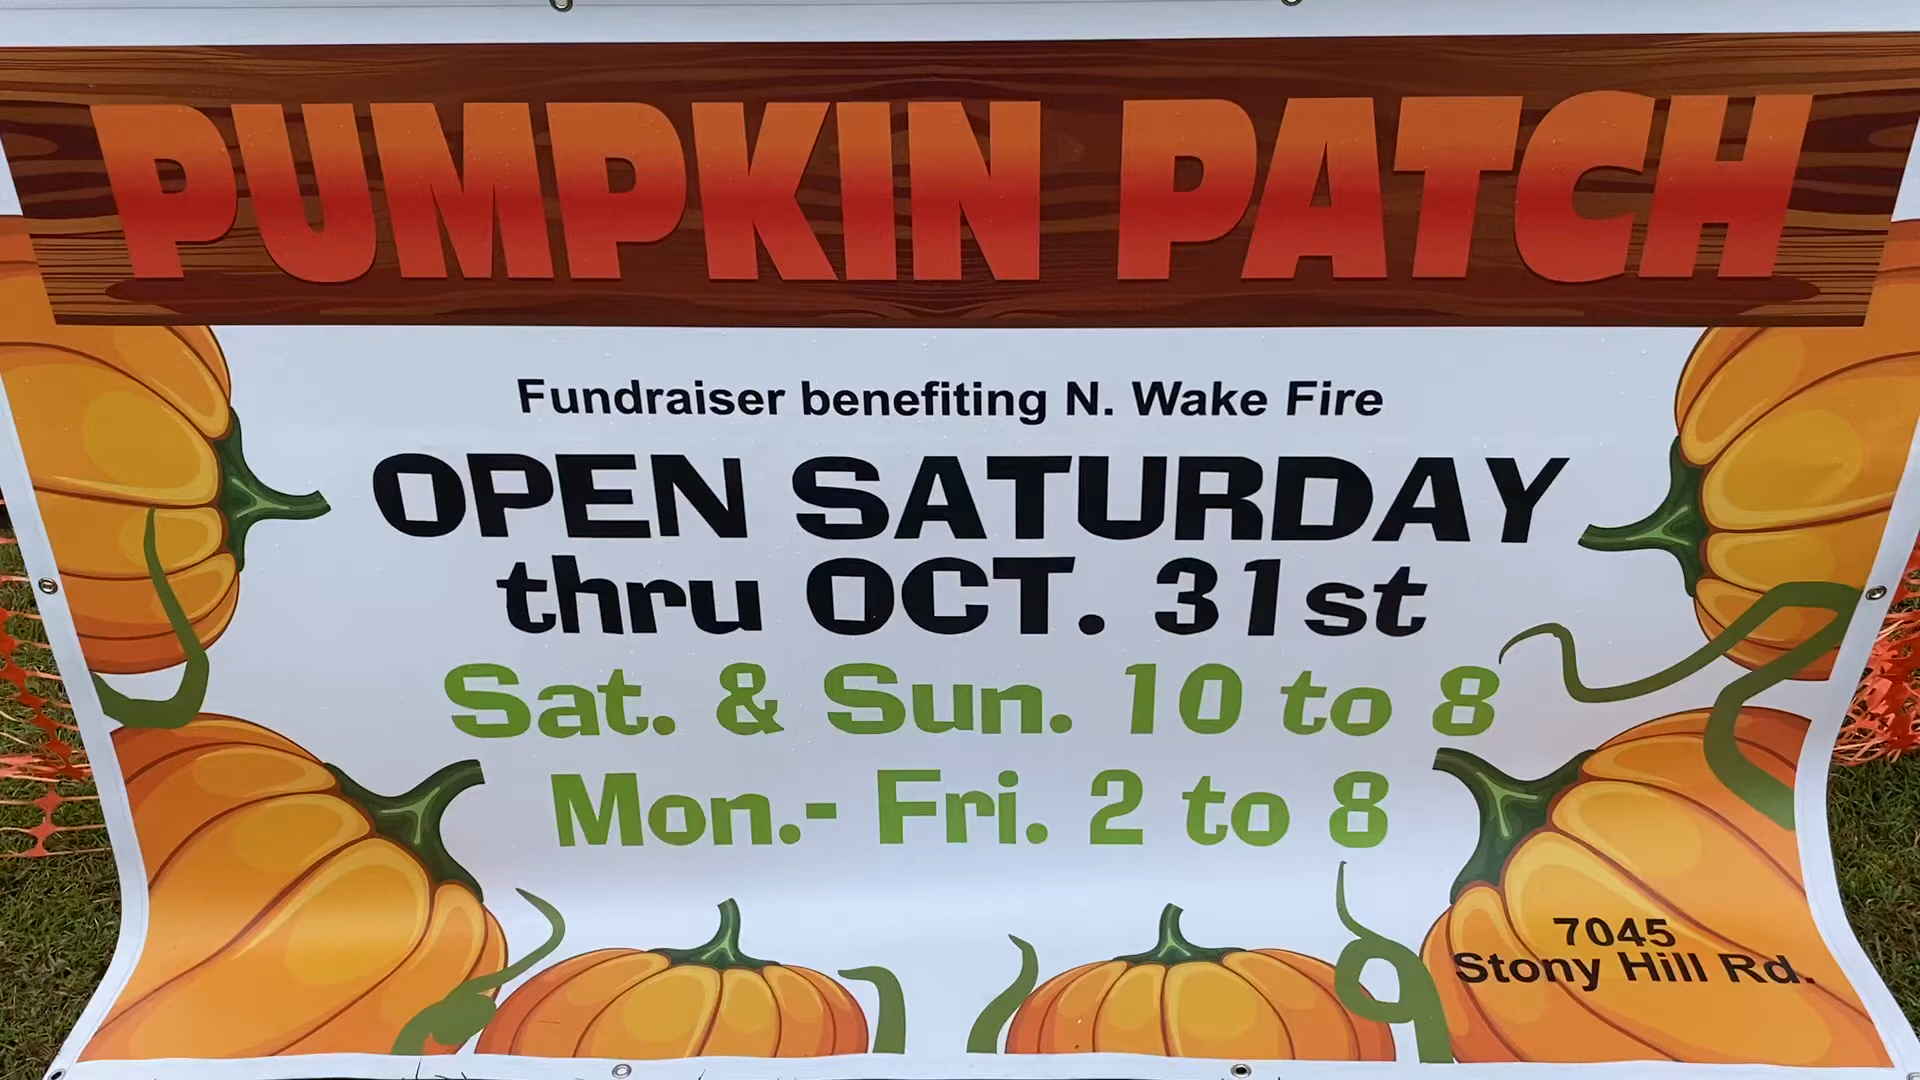 PUMPKIN PATCH
Fundraiser benefiting N. Wake Fire
OPEN SATURDAY
thru OCT. 31st
Sat. & Sun. 10 to 8
Mon.- Fri. 2 to 8
7045
Stony Hill Rd.